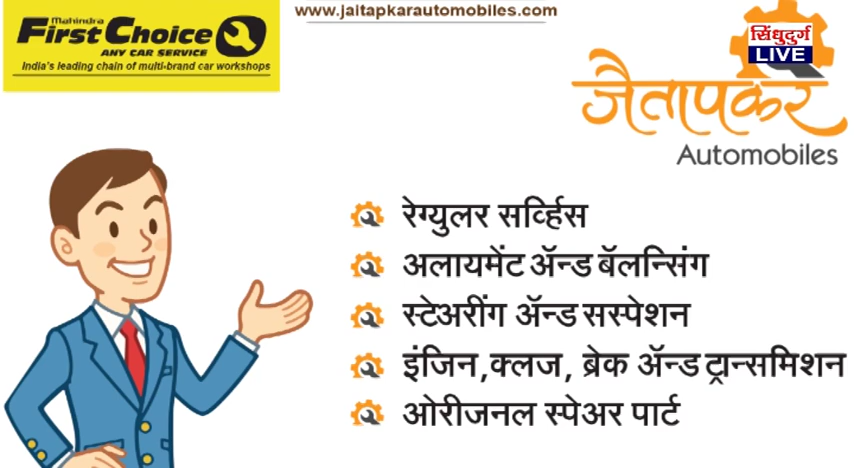 www.jaitapkarautomobiles.com
Mahindra
First Choice
ANY CAR SERVICE
India's leading chain of multi-brand car workshops
सिंधुदुर्ग
LIVE
जैतापकर
Automobiles
रेग्युलर सर्व्हिस
अलायमेंट ॲन्ड बॅलन्सिंग
स्टेअरींग ॲन्ड सस्पेशन
इंजिन,क्लज, ब्रेक ॲन्ड ट्रान्समिशन
ओरीजनल स्पेअर पार्ट